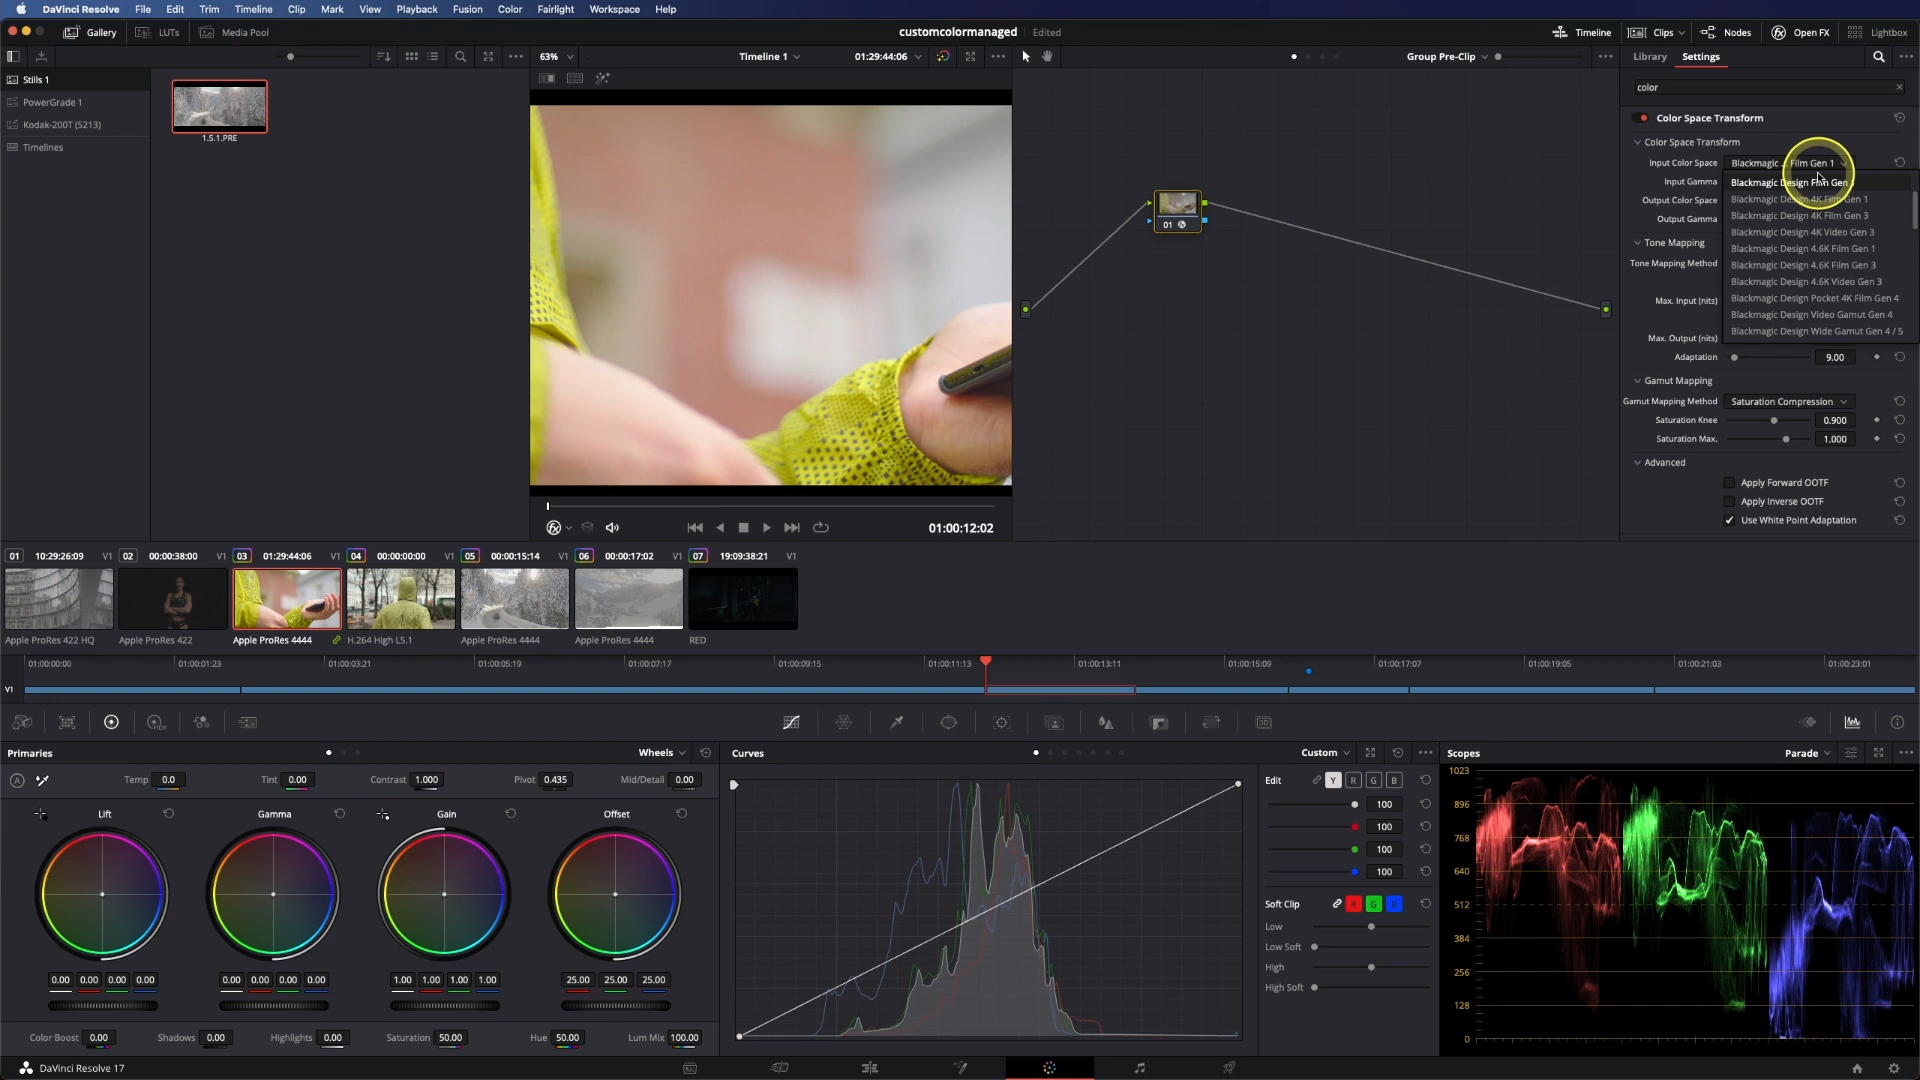 DaVinci Resolve File Edit Trim Timeline Clip Mark View Playback Fusion Color Fairlight Workspace Help
Gallery LUTs Media Pool customcolormanaged Edited Timeline Clips Nodes Open FX Lightbox
63% Timeline 1 01:29:44:06 Group Pre-Clip Library Settings
Stills 1
PowerGrade 1
Kodak-200T (5213)
Timelines
1.5.1.PRE
01
color
Color Space Transform
Color Space Transform
Input Color Space Blackmagic ... Film Gen 1
Input Gamma
Output Color Space
Output Gamma
Blackmagic Design Film Gen
Blackmagic Design 4K Film Gen 1
Blackmagic Design 4K Film Gen 3
Blackmagic Design 4K Video Gen 3
Blackmagic Design 4.6K Film Gen 1
Blackmagic Design 4.6K Film Gen 3
Blackmagic Design 4.6K Video Gen 3
Blackmagic Design Pocket 4K Film Gen 4
Blackmagic Design Video Gamut Gen 4
Blackmagic Design Wide Gamut Gen 4 / 5
Tone Mapping
Tone Mapping Method
Max. Input (nits)
Max. Output (nits)
Adaptation 9.00
Gamut Mapping
Gamut Mapping Method Saturation Compression
Saturation Knee 0.900
Saturation Max. 1.000
Advanced
Apply Forward OOTF
Apply Inverse OOTF
Use White Point Adaptation
01:00:12:02
01 10:29:26:09 V1 02 00:00:38:00 V1 03 01:29:44:06 V1 04 00:00:00:00 V1 05 00:00:15:14 V1 06 00:00:17:02 V1 07 19:09:38:21 V1
Apple ProRes 422 HQ Apple ProRes 422 Apple ProRes 4444 H.264 High L5.1 Apple ProRes 4444 Apple ProRes 4444 RED
01:00:00:00 01:00:01:23 01:00:03:21 01:00:05:19 01:00:07:17 01:00:09:15 01:00:11:13 01:00:13:11 01:00:15:09 01:00:17:07 01:00:19:05 01:00:21:03 01:00:23:01
V1
Primaries Wheels
Temp 0.0 Tint 0.00 Contrast 1.000 Pivot 0.435 Mid/Detail 0.00
Lift Gamma Gain Offset
0.00 0.00 0.00 0.00 0.00 0.00 0.00 0.00 1.00 1.00 1.00 1.00 25.00 25.00 25.00
Color Boost 0.00 Shadows 0.00 Highlights 0.00 Saturation 50.00 Hue 50.00 Lum Mix 100.00
Curves Custom
Edit Y R G B
100
100
100
100
Soft Clip R G B
Low
Low Soft
High
High Soft
Scopes Parade
1023
896
768
640
512
384
256
128
0
DaVinci Resolve 17